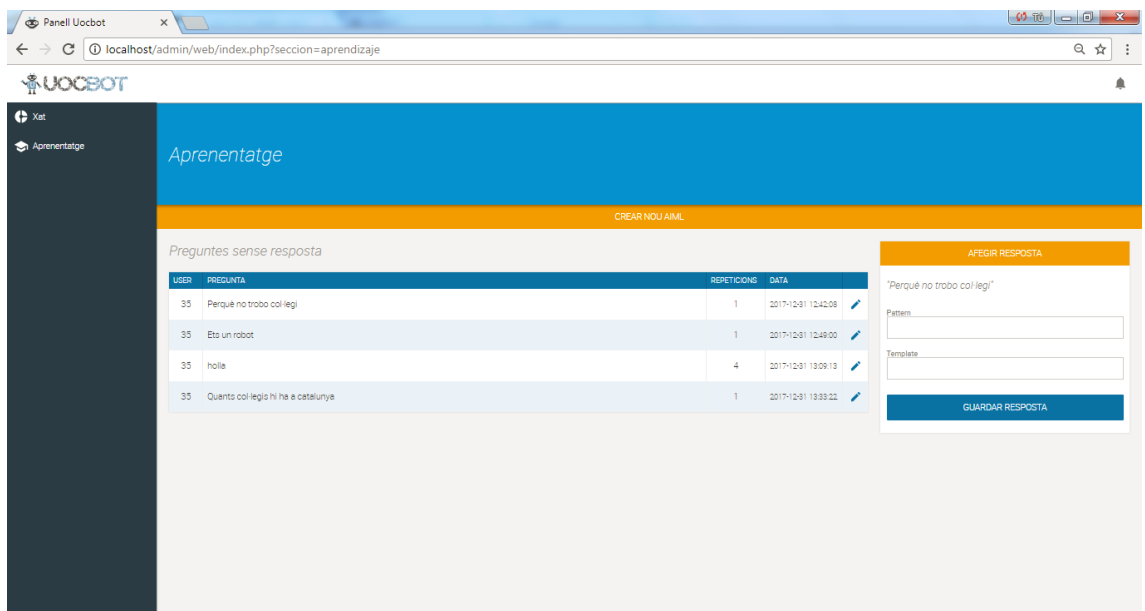 Panell Uocbot
Tú
localhost/admin/web/index.php?seccion=aprendizaje
UOCBOT
Xat
Aprenentatge
Aprenentatge
CREAR NOU AIML
Preguntes sense resposta
USER PREGUNTA REPETICIONS DATA
35 Perquè no trobo col·legi 1 2017-12-31 12:42:08
35 Ets un robot 1 2017-12-31 12:49:00
35 holla 4 2017-12-31 13:09:13
35 Quants col·legis hi ha a catalunya 1 2017-12-31 13:33:22
AFEGIR RESPOSTA
"Perquè no trobo col·legi"
Pattern
Template
GUARDAR RESPOSTA